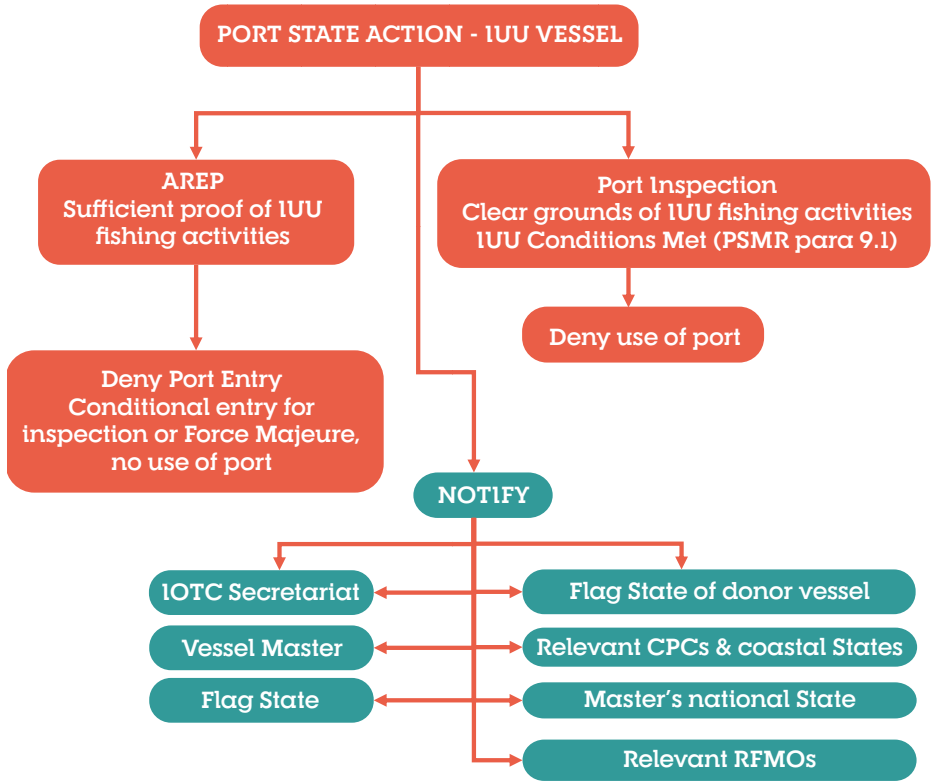 PORT STATE ACTION - IUU VESSEL
AREP
Sufficient proof of IUU
fishing activities
Port Inspection
Clear grounds of IUU fishing activities
IUU Conditions Met (PSMR para 9.1)
Deny use of port
Deny Port Entry
Conditional entry for
inspection or Force Majeure,
no use of port
NOTIFY
IOTC Secretariat
Flag State of donor vessel
Vessel Master
Relevant CPCs & coastal States
Flag State
Master's national State
Relevant RFMOs